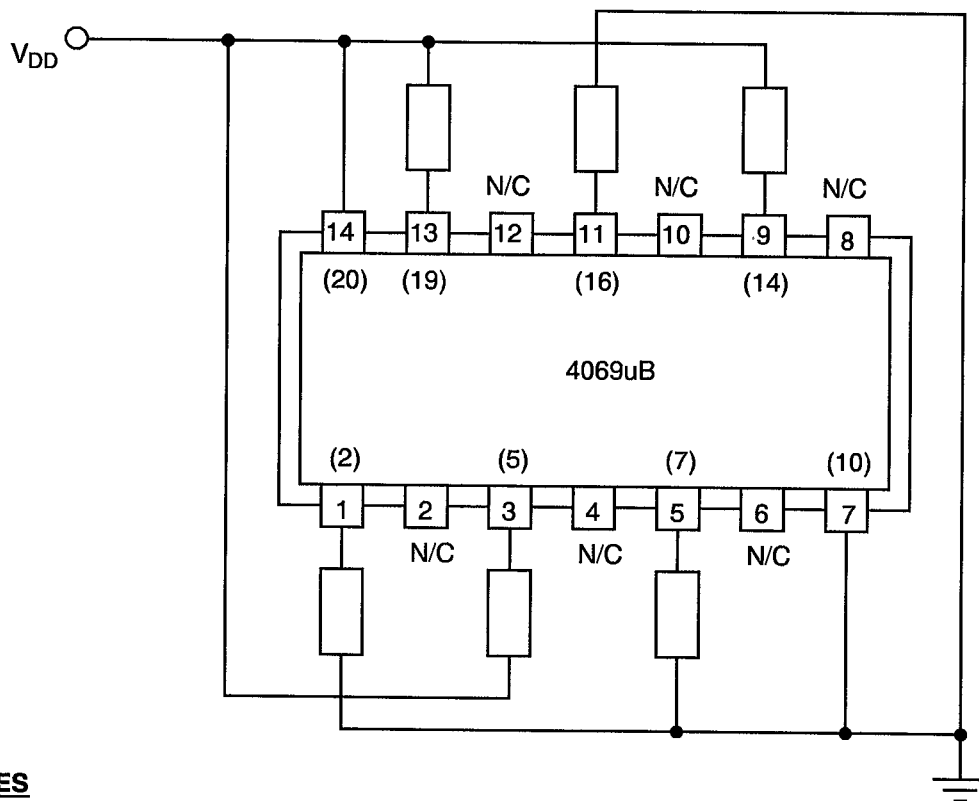 V_DD
N/C N/C N/C
14 13 12 11 10 9 8
(20) (19) (16) (14)
4069uB
(2) (5) (7) (10)
1 2 3 4 5 6 7
N/C N/C N/C